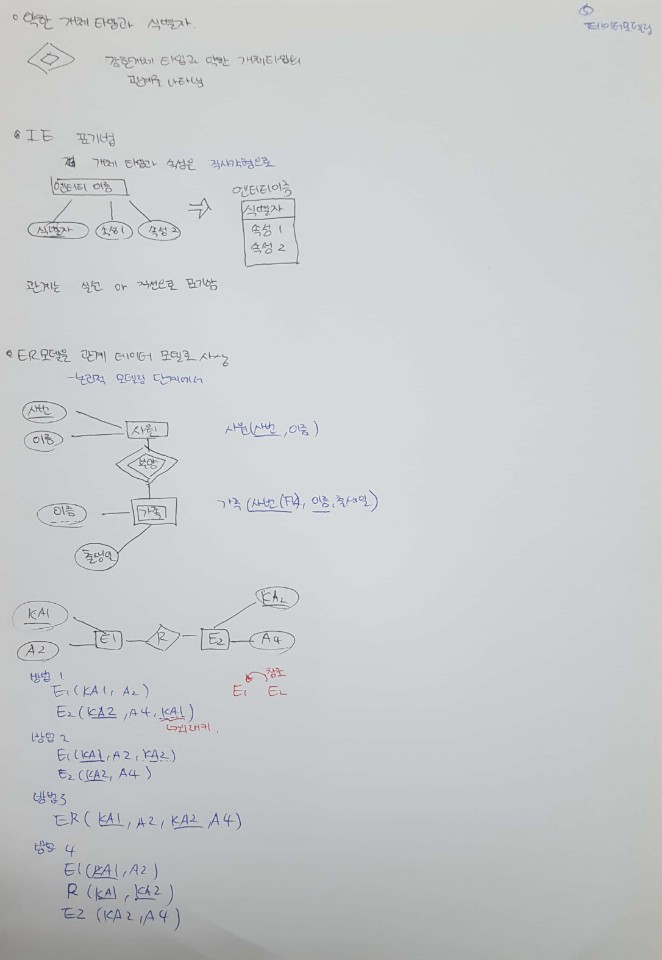 ⑤
데이터모델링
◦ 약한 개체 타입과 식별자.
강한개체 타입과 약한 개체타입의
관계를 나타냄
• IE 표기법
개체 타입과 속성은 직사각형으로
엔티티 이름
식별자 속성1 속성2
⇒
엔터티이름
식별자
속성 1
속성 2
관계는 실선 or 점선으로 표기함
• ER모델을 관계 데이터 모델로 사상
- 논리적 모델링 단계에서
사번
이름
사원
부양
이름
가족
출생일
사원(사번, 이름)
가족 (사번(FK), 이름, 출생일)
KA1
A2
E1
R
E2
KA2
A4
방법 1
E1(KA1, A2)
E2(KA2, A4, KA1)
외래키.
참조
E1 E2
방법 2
E1(KA1, A2, KA2)
E2(KA2, A4)
방법3
ER(KA1, A2, KA2, A4)
방법 4
E1(KA1, A2)
R(KA1, KA2)
E2(KA2, A4)